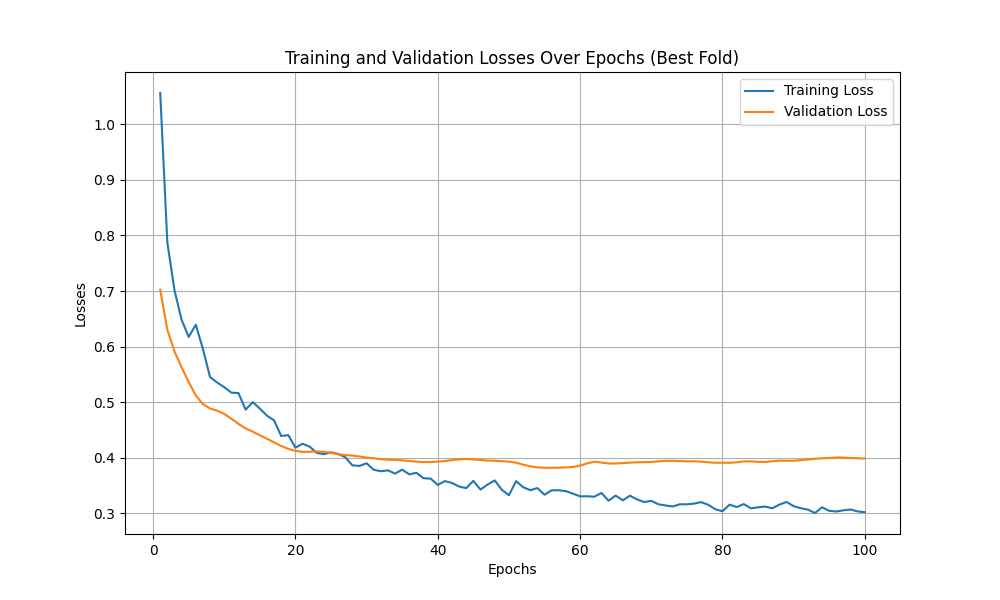 Training and Validation Losses Over Epochs (Best Fold)
Training Loss
Validation Loss
1.0
0.9
0.8
0.7
0.6
0.5
0.4
0.3
Losses
0
20
40
60
80
100
Epochs